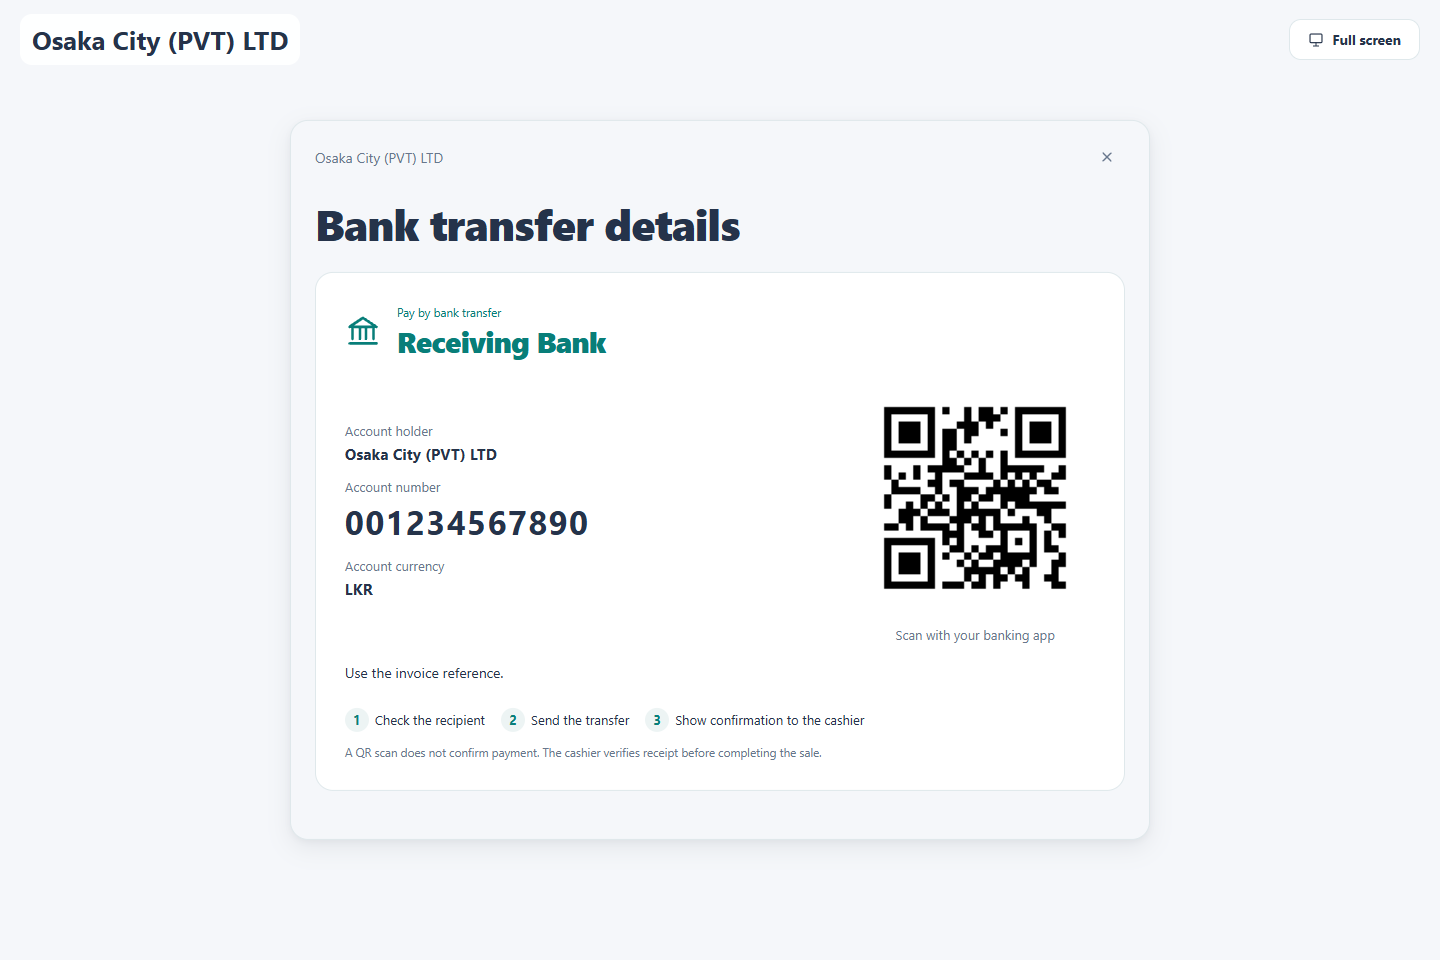 Osaka City (PVT) LTD
Full screen
Osaka City (PVT) LTD
Bank transfer details
Pay by bank transfer
Receiving Bank
Account holder
Osaka City (PVT) LTD
Account number
001234567890
Account currency
LKR
Scan with your banking app
Use the invoice reference.
1 Check the recipient 2 Send the transfer 3 Show confirmation to the cashier
A QR scan does not confirm payment. The cashier verifies receipt before completing the sale.